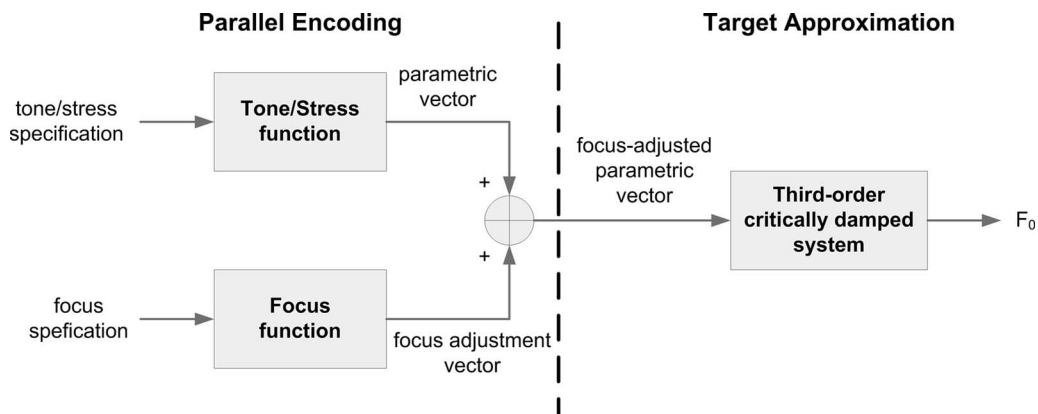 Parallel Encoding
Target Approximation
tone/stress
specification
Tone/Stress
function
parametric
vector
+
+
focus
spefication
Focus
function
focus adjustment
vector
focus-adjusted
parametric
vector
Third-order
critically damped
system
F₀